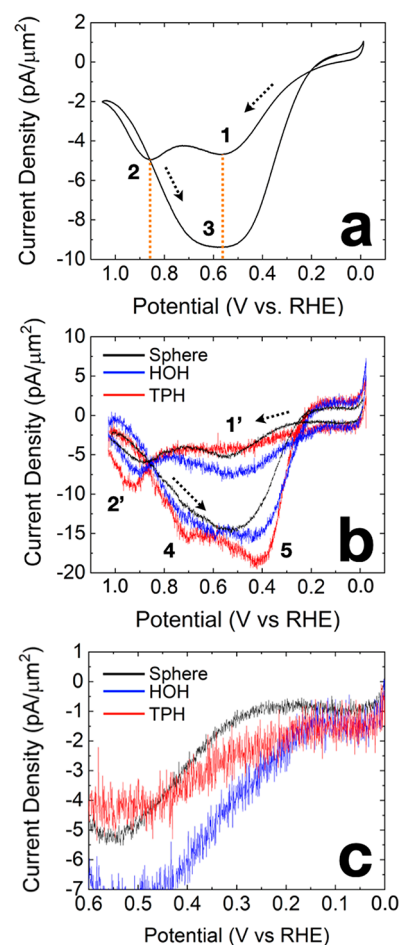 2
0
-2
-4
-6
-8
-10
Current Density (pA/μm²)
1
2
3
a
1.0 0.8 0.6 0.4 0.2 0.0
Potential (V vs. RHE)
10
5
0
-5
-10
-15
-20
Current Density (pA/μm²)
Sphere
HOH
TPH
1'
2'
4
5
b
1.0 0.8 0.6 0.4 0.2 0.0
Potential (V vs RHE)
1
0
-1
-2
-3
-4
-5
-6
-7
Current Density (pA/μm²)
Sphere
HOH
TPH
c
0.6 0.5 0.4 0.3 0.2 0.1 0.0
Potential (V vs RHE)